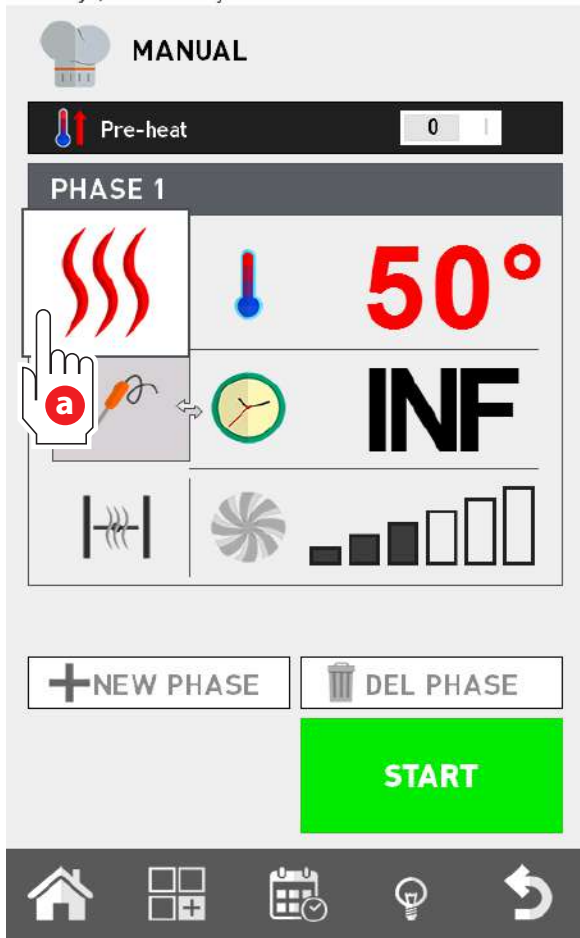 MANUAL
Pre-heat 0 I
PHASE 1
50°
a
INF
NEW PHASE DEL PHASE
START